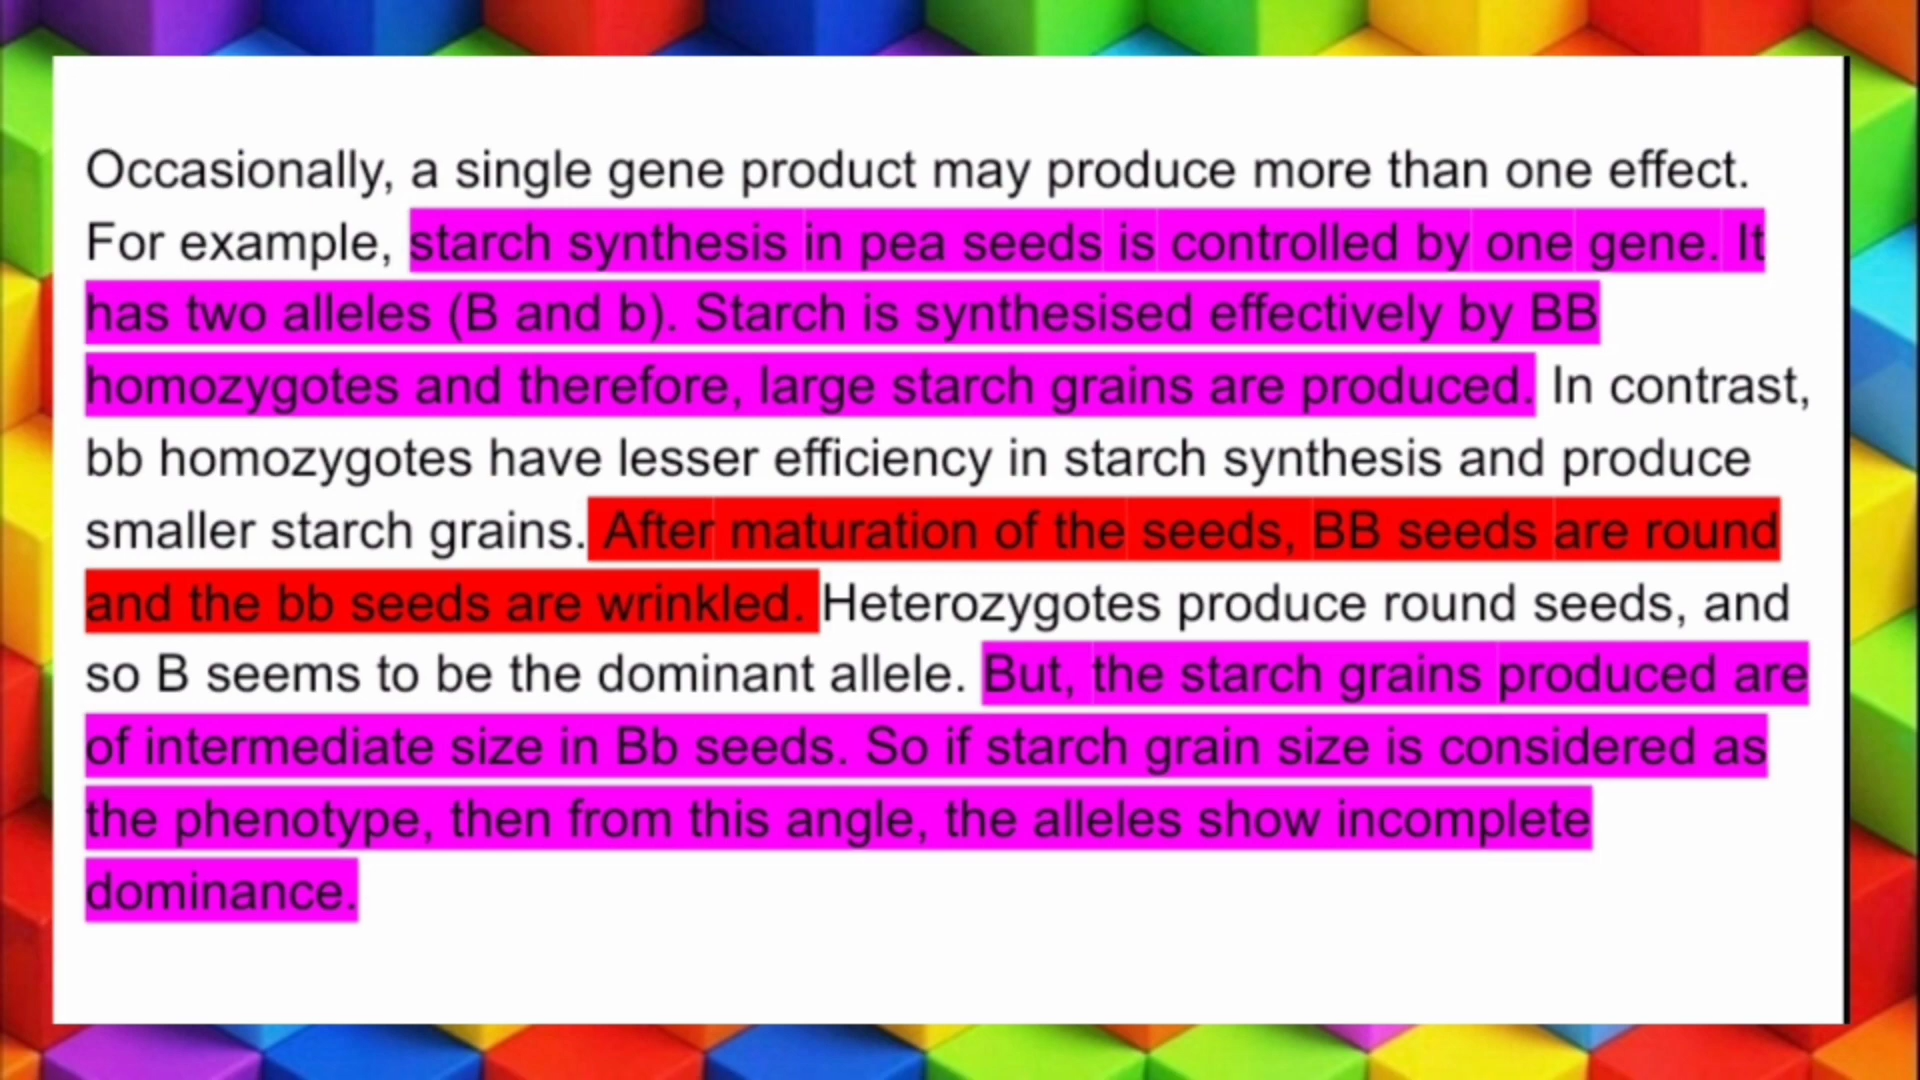 Occasionally, a single gene product may produce more than one effect.
For example, starch synthesis in pea seeds is controlled by one gene. It
has two alleles (B and b). Starch is synthesised effectively by BB
homozygotes and therefore, large starch grains are produced. In contrast,
bb homozygotes have lesser efficiency in starch synthesis and produce
smaller starch grains. After maturation of the seeds, BB seeds are round
and the bb seeds are wrinkled. Heterozygotes produce round seeds, and
so B seems to be the dominant allele. But, the starch grains produced are
of intermediate size in Bb seeds. So if starch grain size is considered as
the phenotype, then from this angle, the alleles show incomplete
dominance.